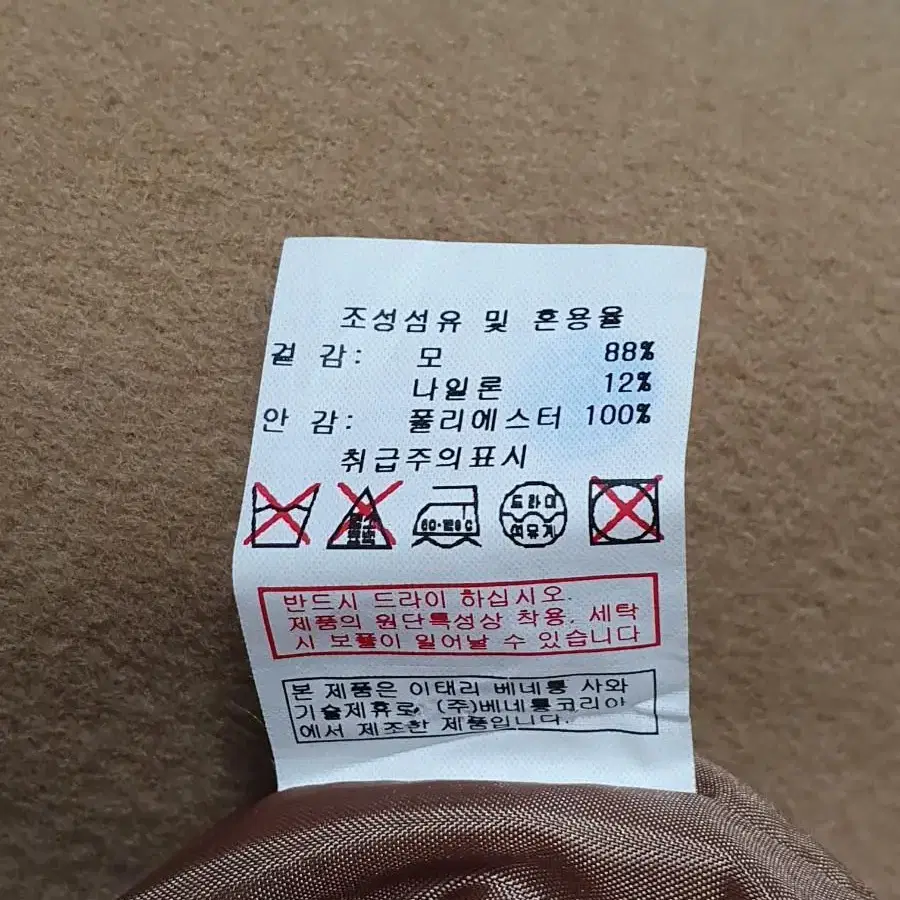 조성섬유 및 혼용율
겉 감: 모 88%
나일론 12%
안 감: 폴리에스터 100%
취급주의표시
드라이
석유계
반드시 드라이 하십시오.
제품의 원단특성상 착용, 세탁
시 보풀이 일어날 수 있습니다
본 제품은 이태리 베네통 사와
기술제휴로 (주)베네통코리아
에서 제조한 제품입니다.